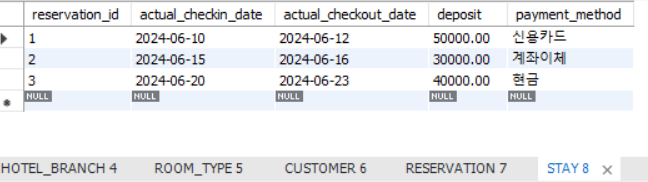 reservation_id actual_checkin_date actual_checkout_date deposit payment_method
1 2024-06-10 2024-06-12 50000.00 신용카드
2 2024-06-15 2024-06-16 30000.00 계좌이체
3 2024-06-20 2024-06-23 40000.00 현금
NULL NULL NULL NULL NULL
HOTEL_BRANCH 4 ROOM_TYPE 5 CUSTOMER 6 RESERVATION 7 STAY 8